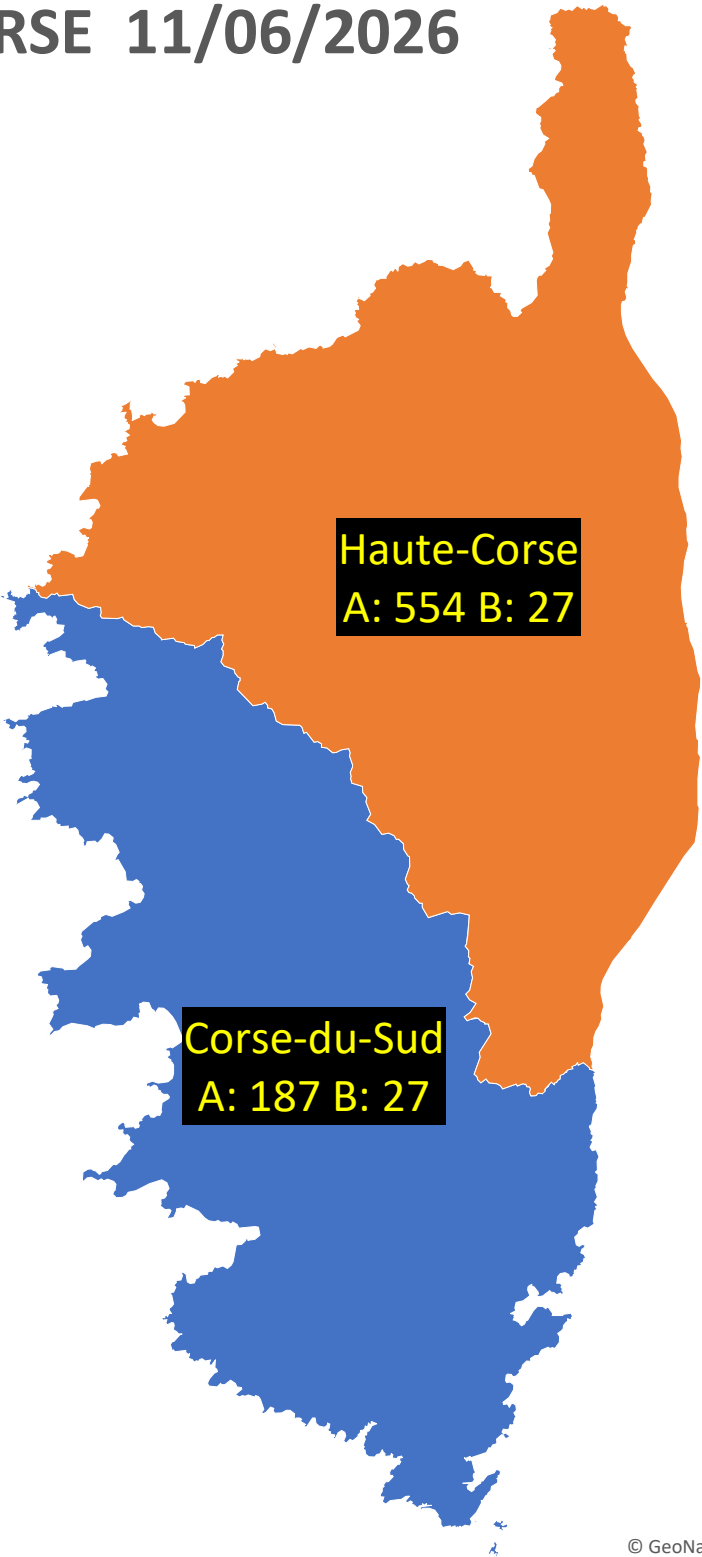 RSE 11/06/2026
Haute-Corse
A: 554 B: 27
Corse-du-Sud
A: 187 B: 27
© GeoNa